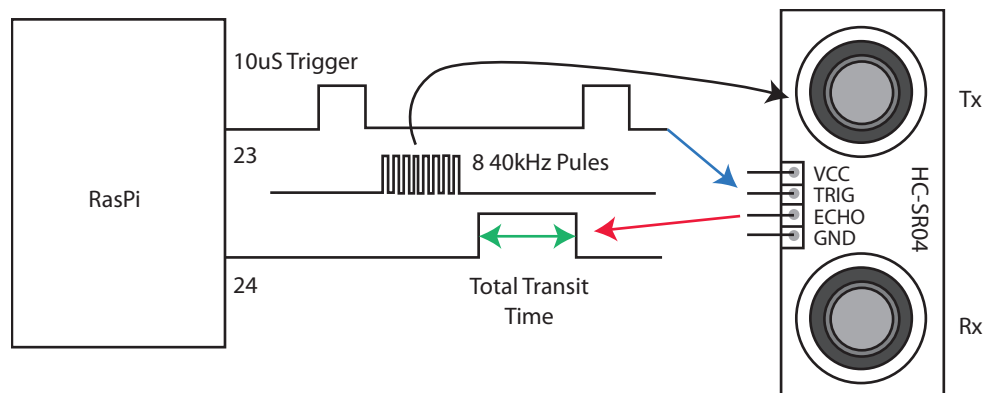 10uS Trigger
Tx
23
8 40kHz Pules
RasPi
VCC
TRIG
ECHO
GND
HC-SR04
24
Total Transit
Time
Rx